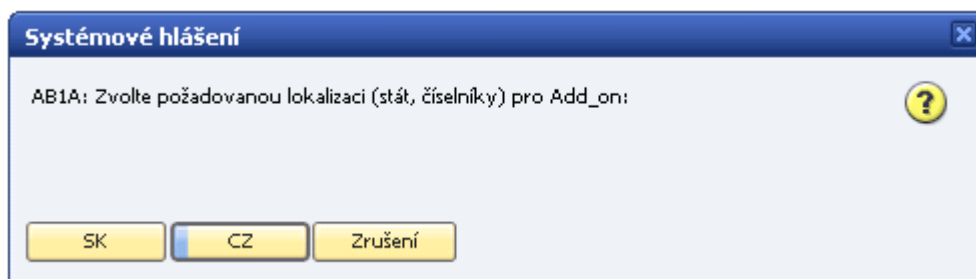 Systémové hlášení
AB1A: Zvolte požadovanou lokalizaci (stát, číselníky) pro Add_on:
?
SK CZ Zrušení